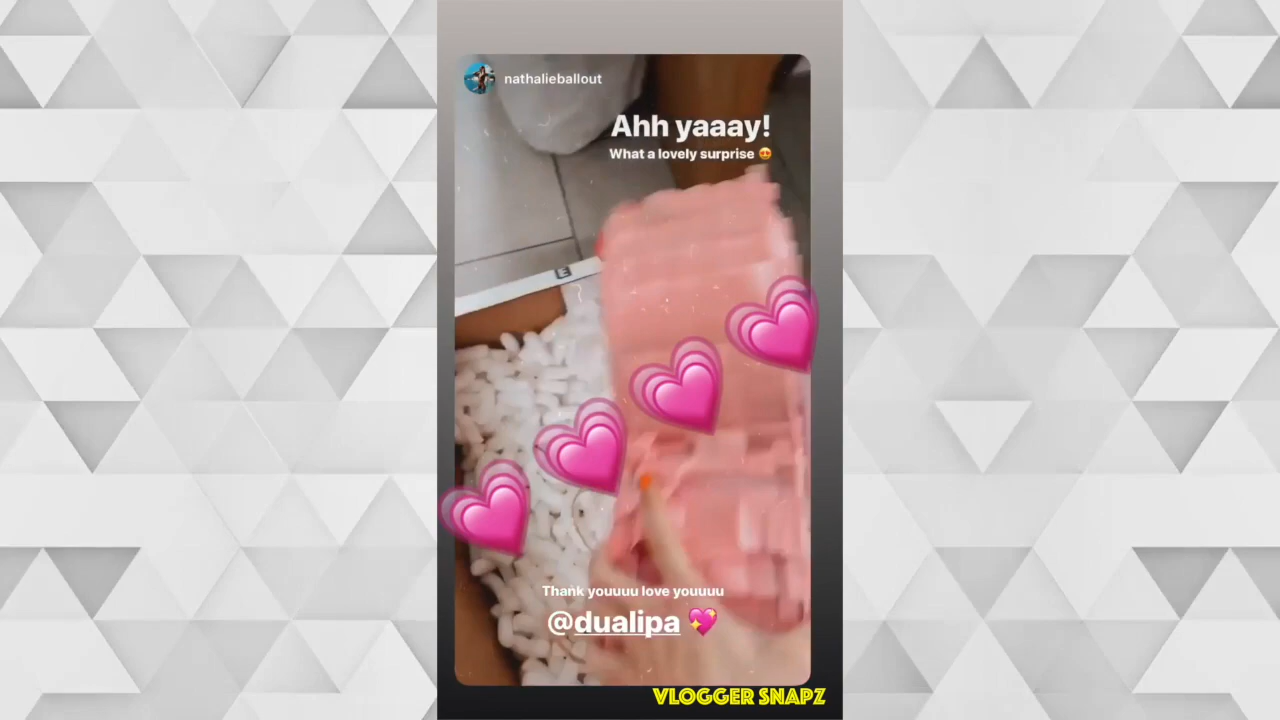 nathalieballout
Ahh yaaay!
What a lovely surprise 😍
Thank youuuu love youuuu
@dualipa 💖
VLOGGER SNAPZ